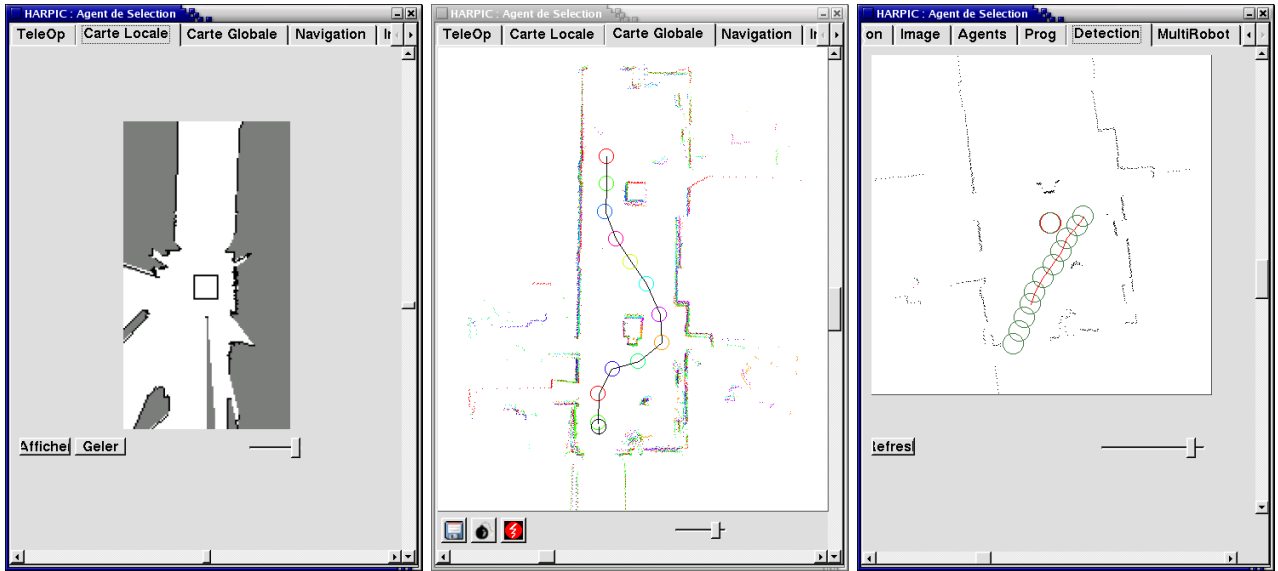 HARPIC : Agent de Selection
TeleOp Carte Locale Carte Globale Navigation
Affiche
Geler
HARPIC : Agent de Selection
TeleOp Carte Locale Carte Globale Navigation
HARPIC : Agent de Selection
on Image Agents Prog Detection MultiRobot
Refresl